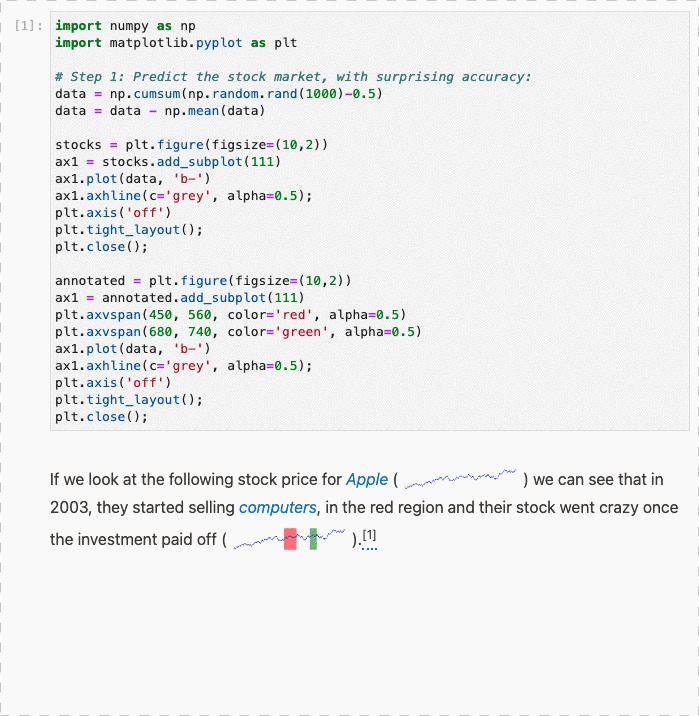 [1]: import numpy as np
import matplotlib.pyplot as plt

# Step 1: Predict the stock market, with surprising accuracy:
data = np.cumsum(np.random.rand(1000)-0.5)
data = data - np.mean(data)

stocks = plt.figure(figsize=(10,2))
ax1 = stocks.add_subplot(111)
ax1.plot(data, 'b-')
ax1.axhline(c='grey', alpha=0.5);
plt.axis('off')
plt.tight_layout();
plt.close();

annotated = plt.figure(figsize=(10,2))
ax1 = annotated.add_subplot(111)
plt.axvspan(450, 560, color='red', alpha=0.5)
plt.axvspan(680, 740, color='green', alpha=0.5)
ax1.plot(data, 'b-')
ax1.axhline(c='grey', alpha=0.5);
plt.axis('off')
plt.tight_layout();
plt.close();

If we look at the following stock price for Apple ( ) we can see that in
2003, they started selling computers, in the red region and their stock went crazy once
the investment paid off ( ).[1]